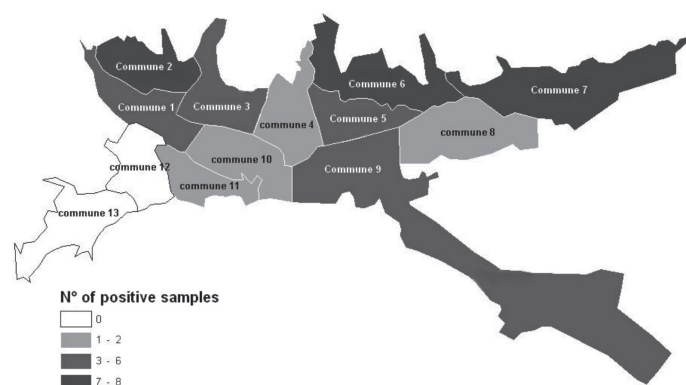 Commune 2
Commune 6
Commune 7
Commune 1
Commune 3
commune 4
Commune 5
commune 8
commune 10
commune 12
Commune 9
commune 11
commune 13
N° of positive samples
0
1 - 2
3 - 6
7 - 8